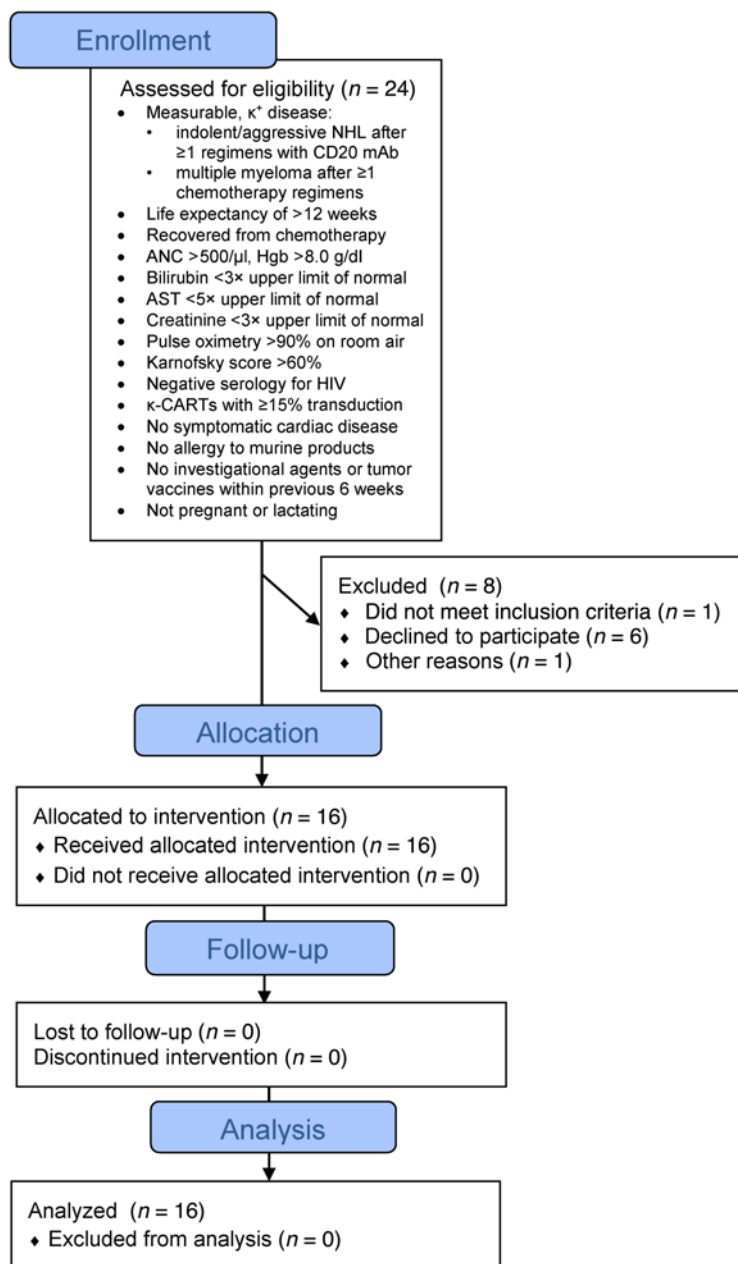 Enrollment
Assessed for eligibility (n = 24)
• Measurable, κ⁺ disease:
• indolent/aggressive NHL after
≥1 regimens with CD20 mAb
• multiple myeloma after ≥1
chemotherapy regimens
• Life expectancy of >12 weeks
• Recovered from chemotherapy
• ANC >500/µl, Hgb >8.0 g/dl
• Bilirubin <3× upper limit of normal
• AST <5× upper limit of normal
• Creatinine <3× upper limit of normal
• Pulse oximetry >90% on room air
• Karnofsky score >60%
• Negative serology for HIV
• κ-CARTs with ≥15% transduction
• No symptomatic cardiac disease
• No allergy to murine products
• No investigational agents or tumor
vaccines within previous 6 weeks
• Not pregnant or lactating
Excluded (n = 8)
♦ Did not meet inclusion criteria (n = 1)
♦ Declined to participate (n = 6)
♦ Other reasons (n = 1)
Allocation
Allocated to intervention (n = 16)
♦ Received allocated intervention (n = 16)
♦ Did not receive allocated intervention (n = 0)
Follow-up
Lost to follow-up (n = 0)
Discontinued intervention (n = 0)
Analysis
Analyzed (n = 16)
♦ Excluded from analysis (n = 0)